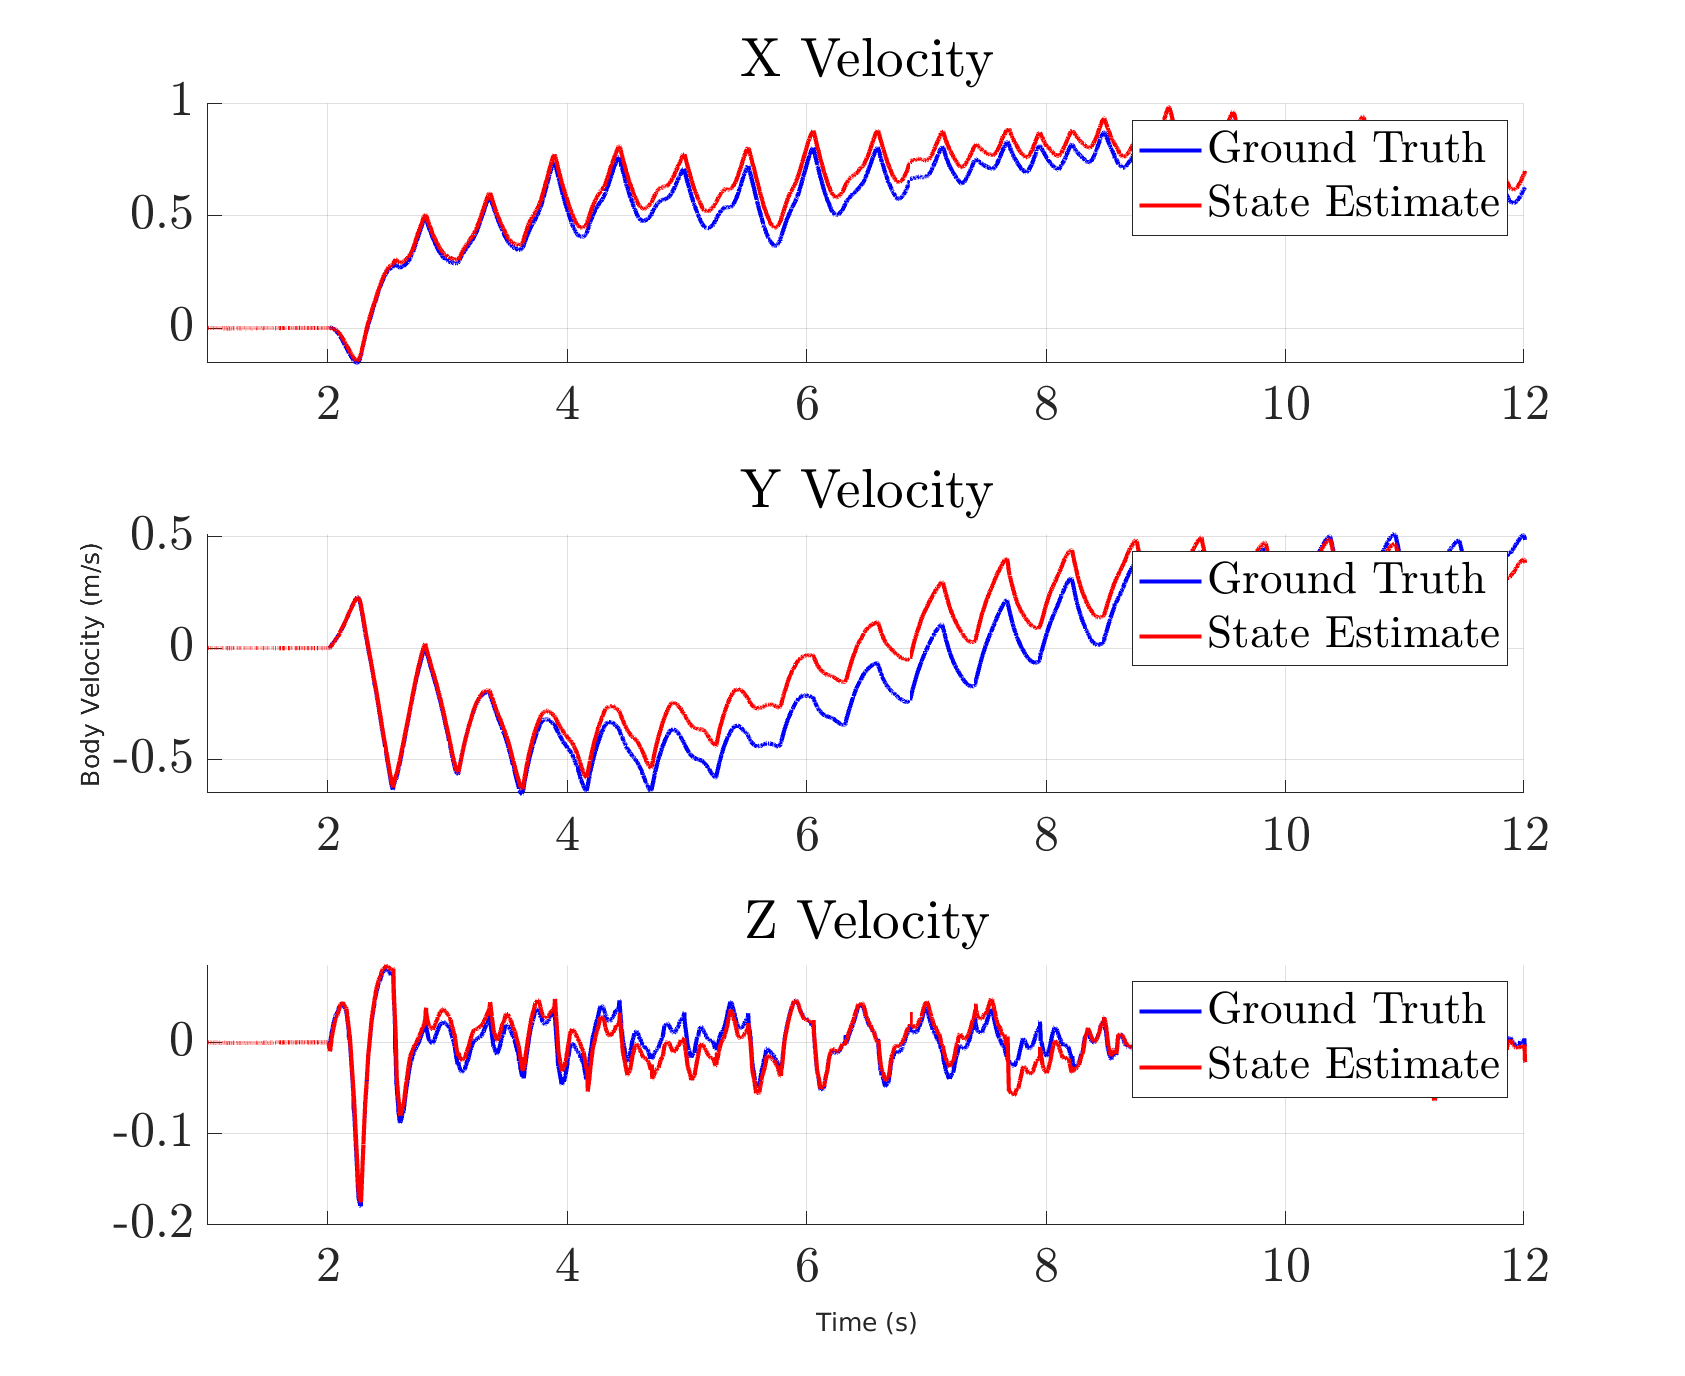 X Velocity
1
0.5
0
Ground Truth
State Estimate
2 4 6 8 10 12
Y Velocity
Body Velocity (m/s)
0.5
0
-0.5
Ground Truth
State Estimate
2 4 6 8 10 12
Z Velocity
0
-0.1
-0.2
Ground Truth
State Estimate
2 4 6 8 10 12
Time (s)